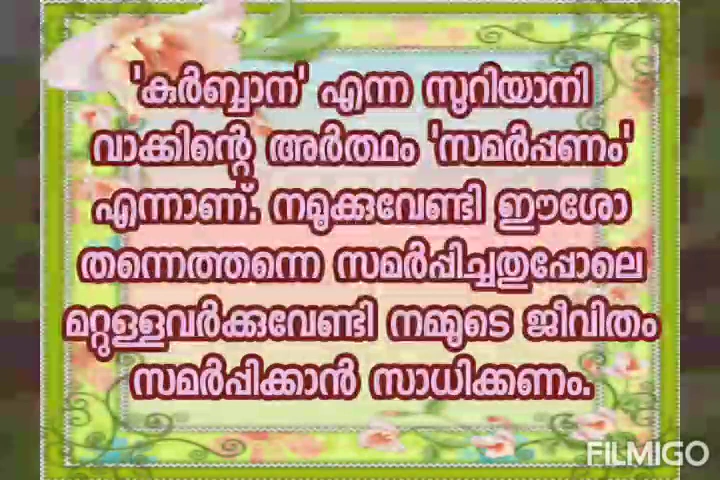 'കുർബ്ബാന' എന്ന സുറിയാനി
വാക്കിന്റെ അർത്ഥം 'സമർപ്പണം'
എന്നാണ്. നമുക്കുവേണ്ടി ഈശോ
തന്നെത്തന്നെ സമർപ്പിച്ചതുപോലെ
മറ്റുള്ളവർക്കുവേണ്ടി നമ്മുടെ ജീവിതം
സമർപ്പിക്കാൻ സാധിക്കണം.
FILMIGO